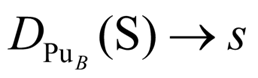 D_{Pu_B}(S) → s